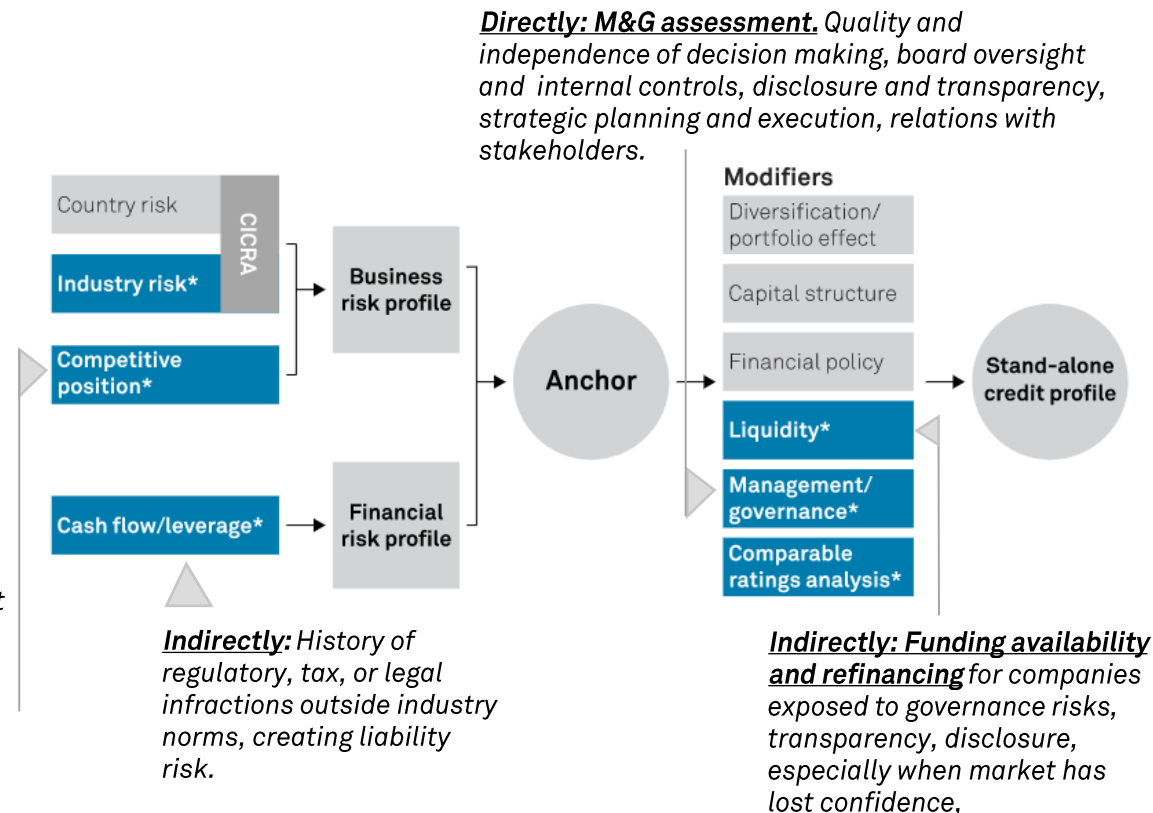 Directly: M&G assessment. Quality and
independence of decision making, board oversight
and internal controls, disclosure and transparency,
strategic planning and execution, relations with
stakeholders.
Country risk
CICRA
Industry risk*
Competitive
position*
Cash flow/leverage*
Business
risk profile
Financial
risk profile
Anchor
Modifiers
Diversification/
portfolio effect
Capital structure
Financial policy
Liquidity*
Management/
governance*
Comparable
ratings analysis*
Stand-alone
credit profile
t
Indirectly: History of
regulatory, tax, or legal
infractions outside industry
norms, creating liability
risk.
Indirectly: Funding availability
and refinancing for companies
exposed to governance risks,
transparency, disclosure,
especially when market has
lost confidence,